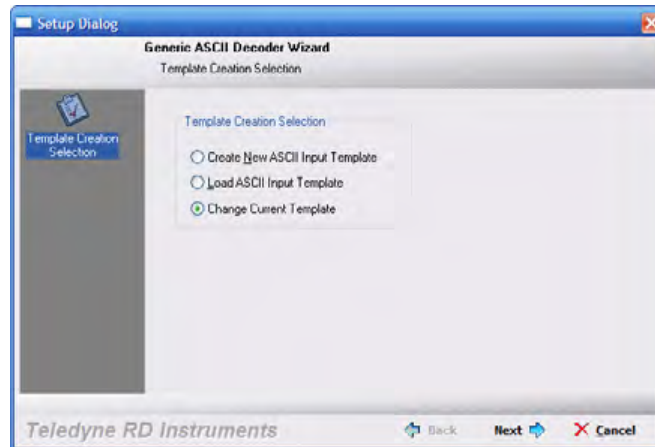 Setup Dialog
Generic ASCII Decoder Wizard
Template Creation Selection
Template Creation
Selection
Template Creation Selection
Create New ASCII Input Template
Load ASCII Input Template
Change Current Template
Teledyne RD Instruments
Back
Next
Cancel